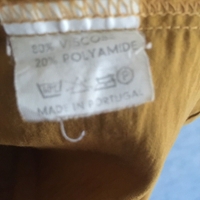 80% VISCOSE
20% POLYAMIDE
MADE IN PORTUGAL